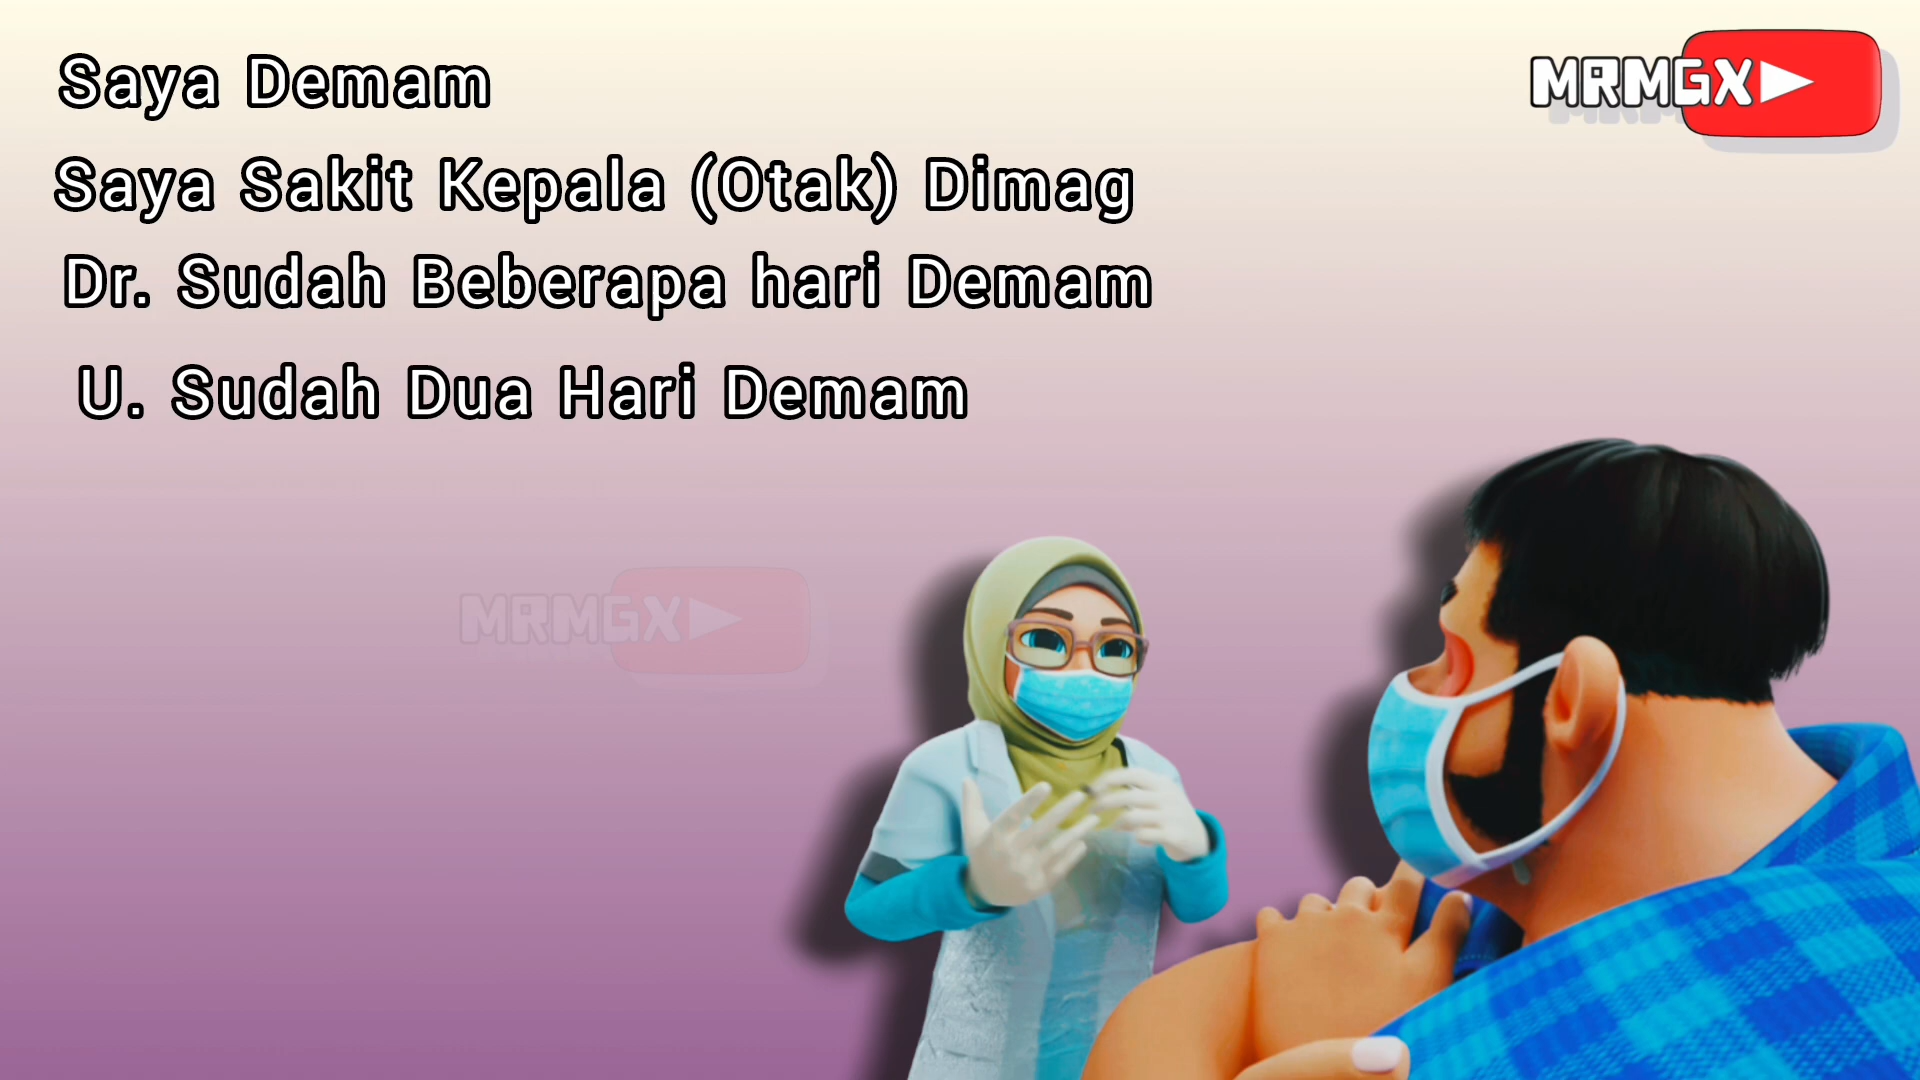 Saya Demam
MRMGX
Saya Sakit Kepala (Otak) Dimag
Dr. Sudah Beberapa hari Demam
U. Sudah Dua Hari Demam
MRMGX